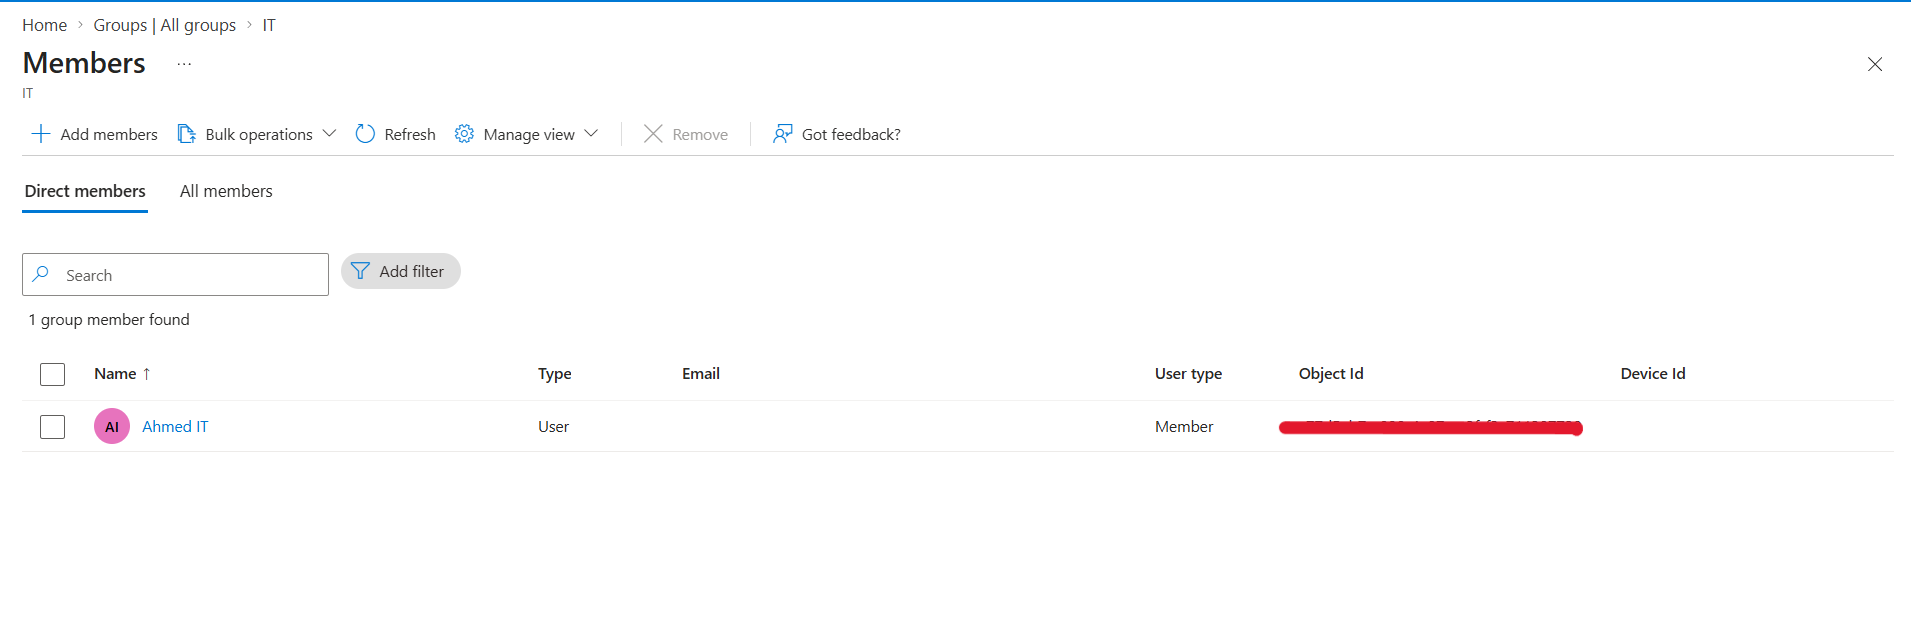 Home > Groups | All groups > IT
Members ...
IT
Add members Bulk operations Refresh Manage view Remove Got feedback?
Direct members All members
Search Add filter
1 group member found
Name ↑ Type Email User type Object Id Device Id
AI Ahmed IT User Member